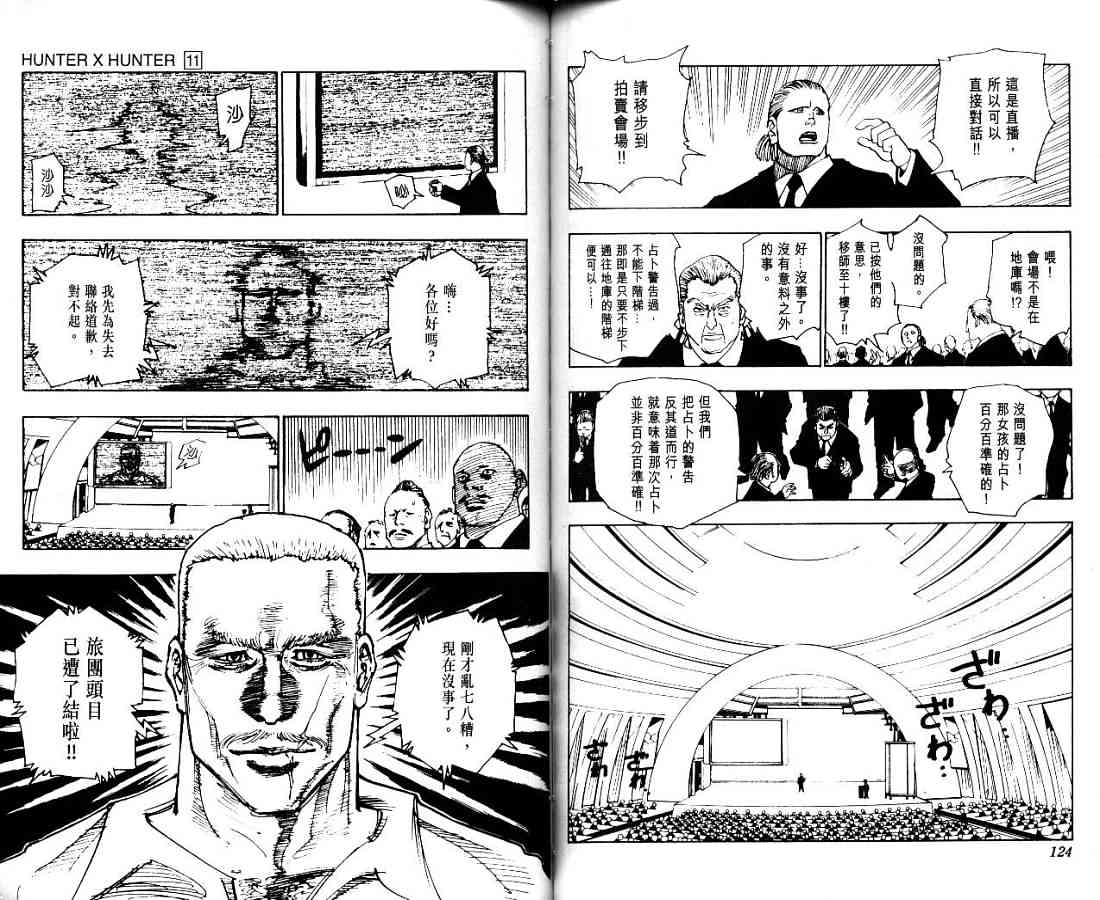 這是直播，
所以可以
直接對話!!
請移步到
拍賣會場!!
喂！
會場不是在
地庫嗎!?
沒問題的。
已按他們的
意思，
移師至十樓了!!
好…沒事了。
沒有意料之外
的事。
占卜警告過，
不能下階梯…
那即是只要不步下
通往地庫的階梯
便可以…！
沒問題了！
那女孩的占卜
百分百準確的！
但我們
把占卜的警告
反其道而行，
就意味着那次占卜
並非百分百準確!!
ざわ…
ざわ…
ざわ…
ざわ…
124
HUNTER X HUNTER 11
沙
沙沙
嗨…
各位好嗎？
我先為失去
聯絡道歉，
對不起。
ピーーン
沙
剛才亂七八糟，
現在沒事了。
旅團頭目
已遭了結啦!!